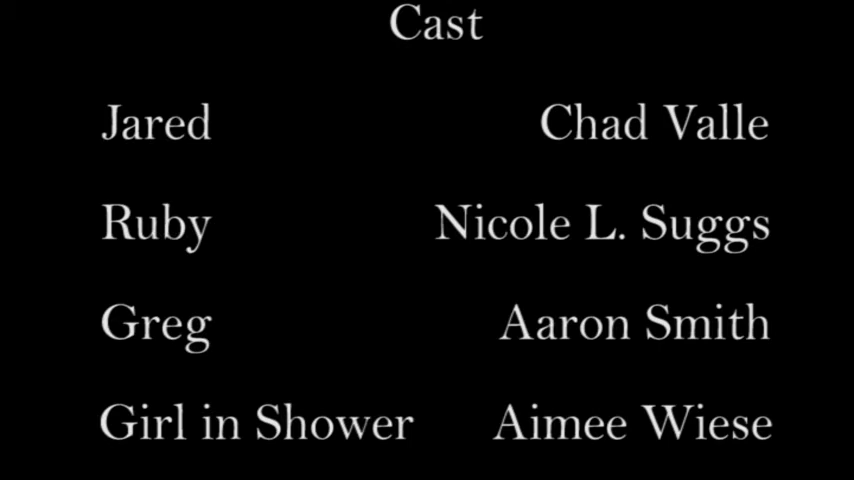 Cast
Jared Chad Valle
Ruby Nicole L. Suggs
Greg Aaron Smith
Girl in Shower Aimee Wiese